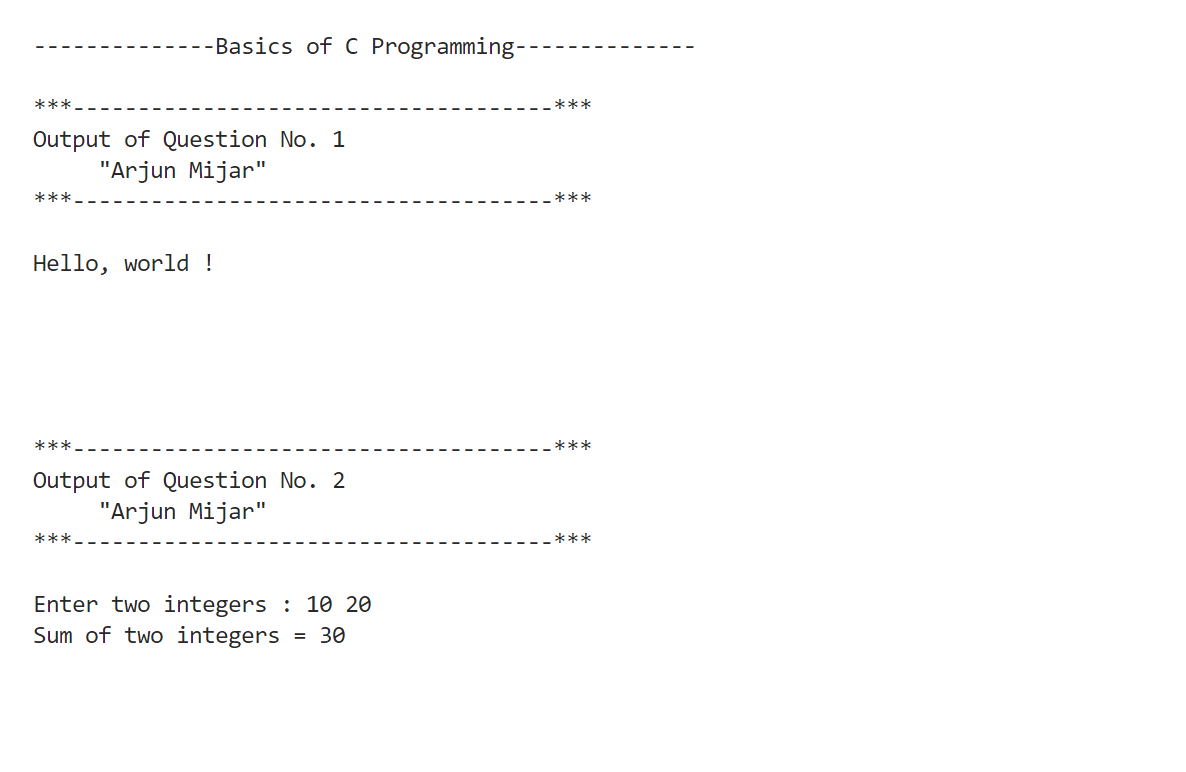 --------------Basics of C Programming--------------
***-------------------------------------***
Output of Question No. 1
     "Arjun Mijar"
***-------------------------------------***
Hello, world !
***-------------------------------------***
Output of Question No. 2
     "Arjun Mijar"
***-------------------------------------***
Enter two integers : 10 20
Sum of two integers = 30